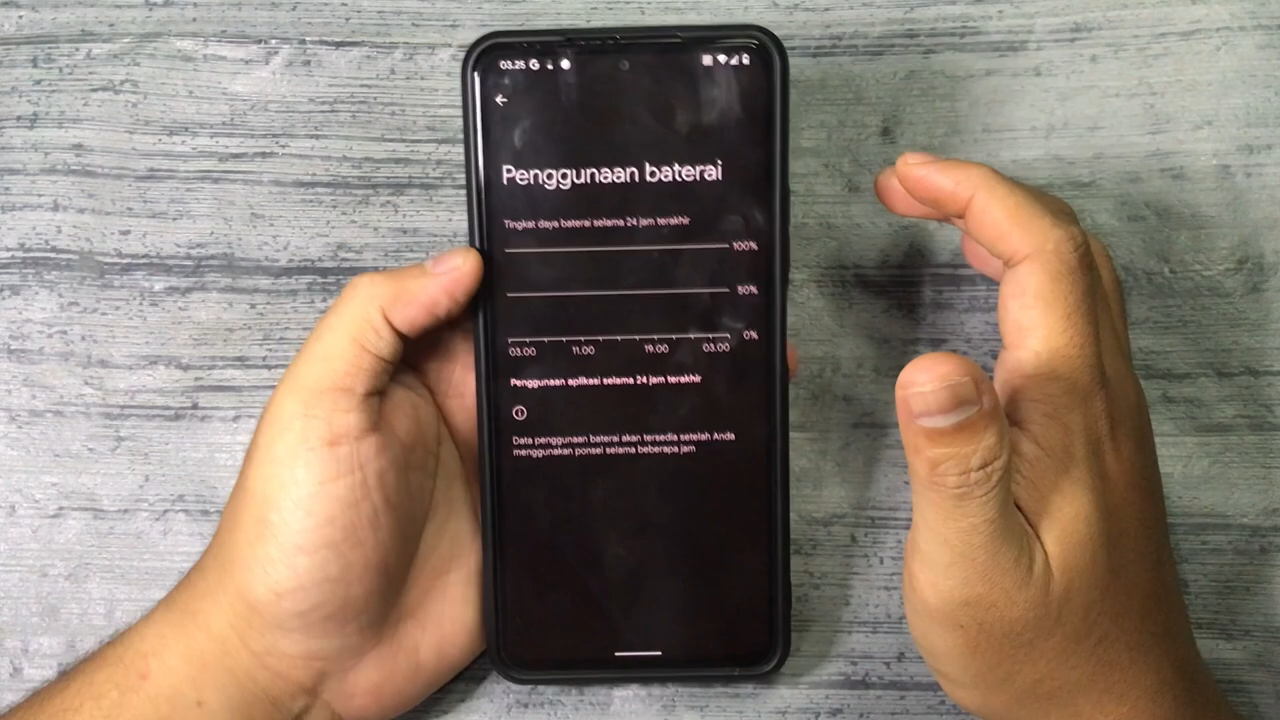 03.25
Penggunaan baterai
Tingkat daya baterai selama 24 jam terakhir
100%
50%
0%
03.00 11.00 19.00 03.00
Penggunaan aplikasi selama 24 jam terakhir
Data penggunaan baterai akan tersedia setelah Anda
menggunakan ponsel selama beberapa jam